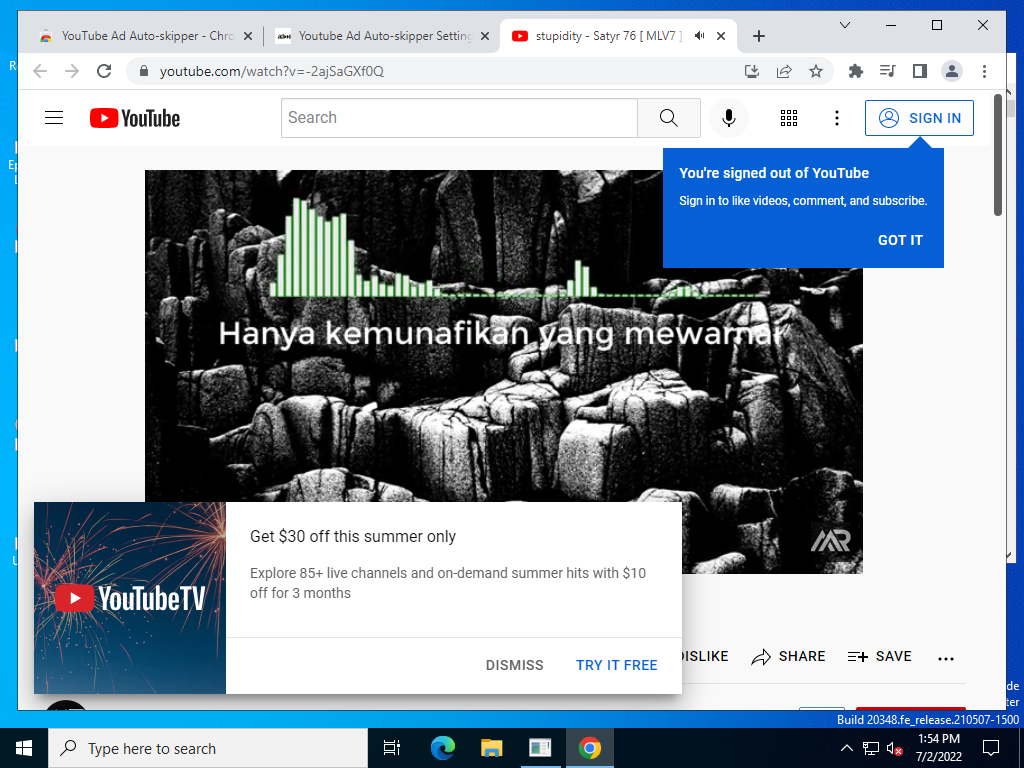 YouTube Ad Auto-skipper - Chro
Youtube Ad Auto-skipper Setting
stupidity - Satyr 76 [ MLV7 ]
youtube.com/watch?v=-2ajSaGXf0Q
YouTube
Search
SIGN IN
You're signed out of YouTube
Sign in to like videos, comment, and subscribe.
GOT IT
Hanya kemunafikan yang mewarnai
MR
YouTubeTV
Get $30 off this summer only
Explore 85+ live channels and on-demand summer hits with $10
off for 3 months
DISMISS
TRY IT FREE
DISLIKE
SHARE
SAVE
Build 20348.fe_release.210507-1500
Type here to search
1:54 PM
7/2/2022